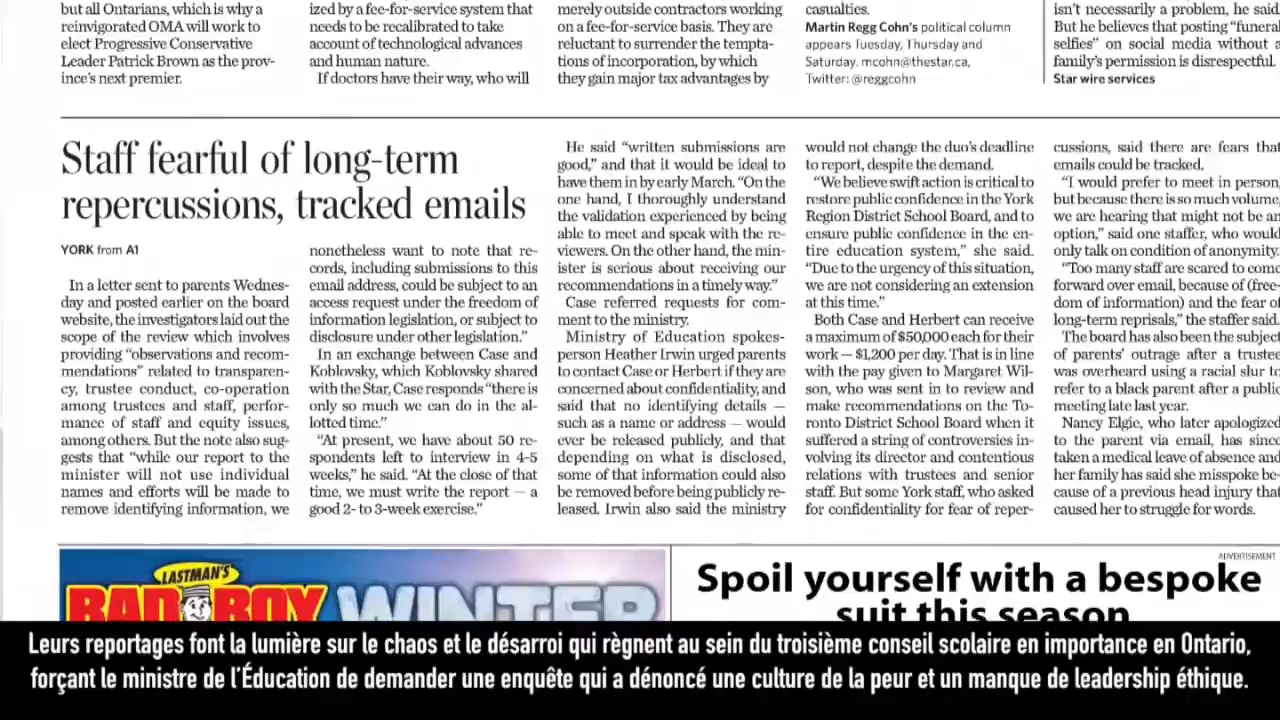 but all Ontarians, which is why a
reinvigorated OMA will work to
elect Progressive Conservative
Leader Patrick Brown as the prov-
ince's next premier.
ized by a fee-for-service system that
needs to be recalibrated to take
account of technological advances
and human nature.
If doctors have their way, who will
merely outside contractors working
on a fee-for-service basis. They are
reluctant to surrender the tempta-
tions of incorporation, by which
they gain major tax advantages by
casualties.
Martin Regg Cohn's political column
appears Tuesday, Thursday and
Saturday. mcohn@thestar.ca,
Twitter: @reggcohn
isn't necessarily a problem, he said.
But he believes that posting "funeral
selfies" on social media without a
family's permission is disrespectful.
Star wire services
Staff fearful of long-term
repercussions, tracked emails
YORK from A1
In a letter sent to parents Wednes-
day and posted earlier on the board
website, the investigators laid out the
scope of the review which involves
providing "observations and recom-
mendations" related to transparen-
cy, trustee conduct, co-operation
among trustees and staff, perfor-
mance of staff and equity issues,
among others. But the note also sug-
gests that "while our report to the
minister will not use individual
names and efforts will be made to
remove identifying information, we
nonetheless want to note that re-
cords, including submissions to this
email address, could be subject to an
access request under the freedom of
information legislation, or subject to
disclosure under other legislation."
In an exchange between Case and
Koblovsky, which Koblovsky shared
with the Star, Case responds "there is
only so much we can do in the al-
lotted time."
"At present, we have about 50 re-
spondents left to interview in 4-5
weeks," he said. "At the close of that
time, we must write the report — a
good 2- to 3-week exercise."
He said "written submissions are
good," and that it would be ideal to
have them in by early March. "On the
one hand, I thoroughly understand
the validation experienced by being
able to meet and speak with the re-
viewers. On the other hand, the min-
ister is serious about receiving our
recommendations in a timely way."
Case referred requests for com-
ment to the ministry.
Ministry of Education spokes-
person Heather Irwin urged parents
to contact Case or Herbert if they are
concerned about confidentiality, and
said that no identifying details —
such as a name or address — would
ever be released publicly, and that
depending on what is disclosed,
some of that information could also
be removed before being publicly re-
leased. Irwin also said the ministry
would not change the duo's deadline
to report, despite the demand.
"We believe swift action is critical to
restore public confidence in the York
Region District School Board, and to
ensure public confidence in the en-
tire education system," she said.
"Due to the urgency of this situation,
we are not considering an extension
at this time."
Both Case and Herbert can receive
a maximum of $50,000 each for their
work — $1,200 per day. That is in line
with the pay given to Margaret Wil-
son, who was sent in to review and
make recommendations on the To-
ronto District School Board when it
suffered a string of controversies in-
volving its director and contentious
relations with trustees and senior
staff. But some York staff, who asked
for confidentiality for fear of reper-
cussions, said there are fears that
emails could be tracked.
"I would prefer to meet in person,
but because there is so much volume,
we are hearing that might not be an
option," said one staffer, who would
only talk on condition of anonymity.
"Too many staff are scared to come
forward over email, because of (free-
dom of information) and the fear of
long-term reprisals," the staffer said.
The board has also been the subject
of parents' outrage after a trustee
was overheard using a racial slur to
refer to a black parent after a public
meeting late last year.
Nancy Elgie, who later apologized
to the parent via email, has since
taken a medical leave of absence and
her family has said she misspoke be-
cause of a previous head injury that
caused her to struggle for words.
LASTMAN'S
BAD BOY WINTER
ADVERTISEMENT
Spoil yourself with a bespoke
suit this season
Leurs reportages font la lumière sur le chaos et le désarroi qui règnent au sein du troisième conseil scolaire en importance en Ontario,
forçant le ministre de l'Éducation de demander une enquête qui a dénoncé une culture de la peur et un manque de leadership éthique.